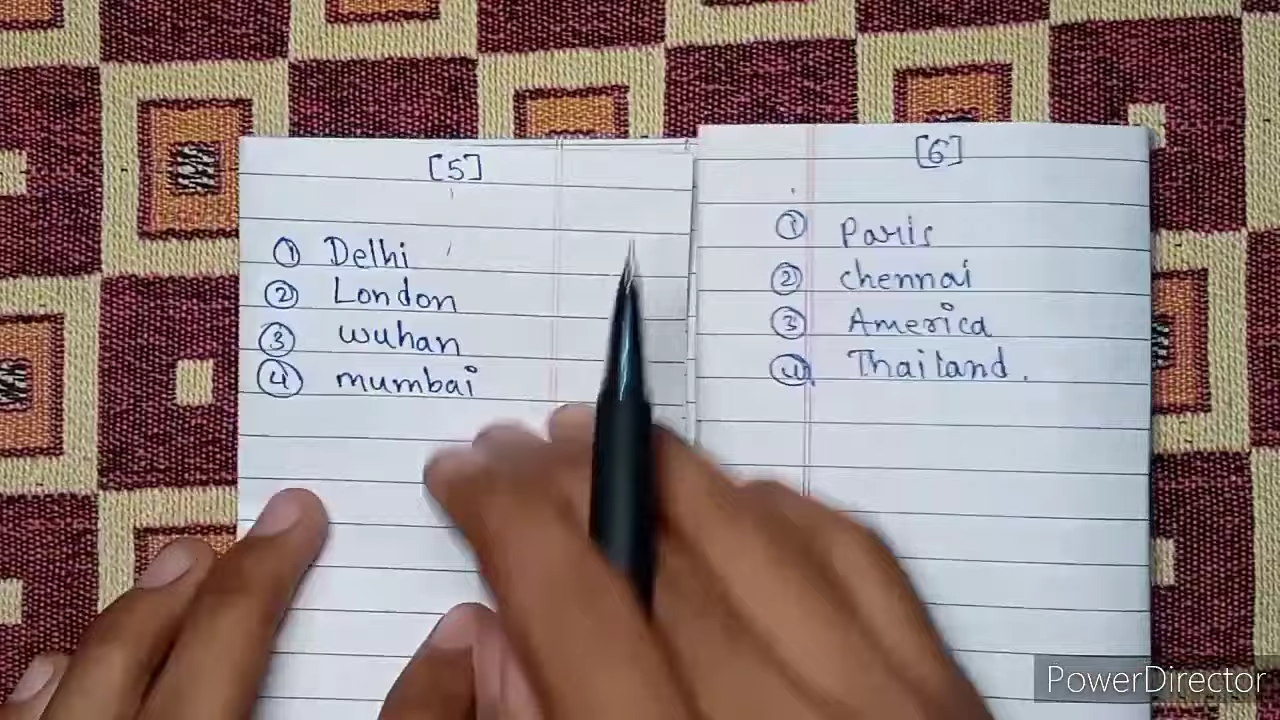 [5]
① Delhi
② London
③ wuhan
④ mumbai
[6]
① Paris
② chennai
③ America
④ Thailand.
PowerDirector